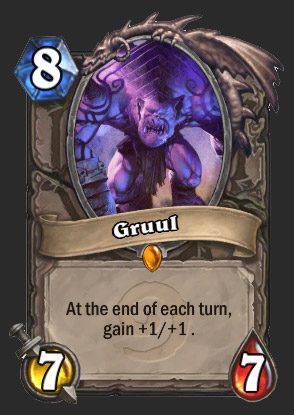 8
Gruul
At the end of each turn,
gain +1/+1 .
7
7